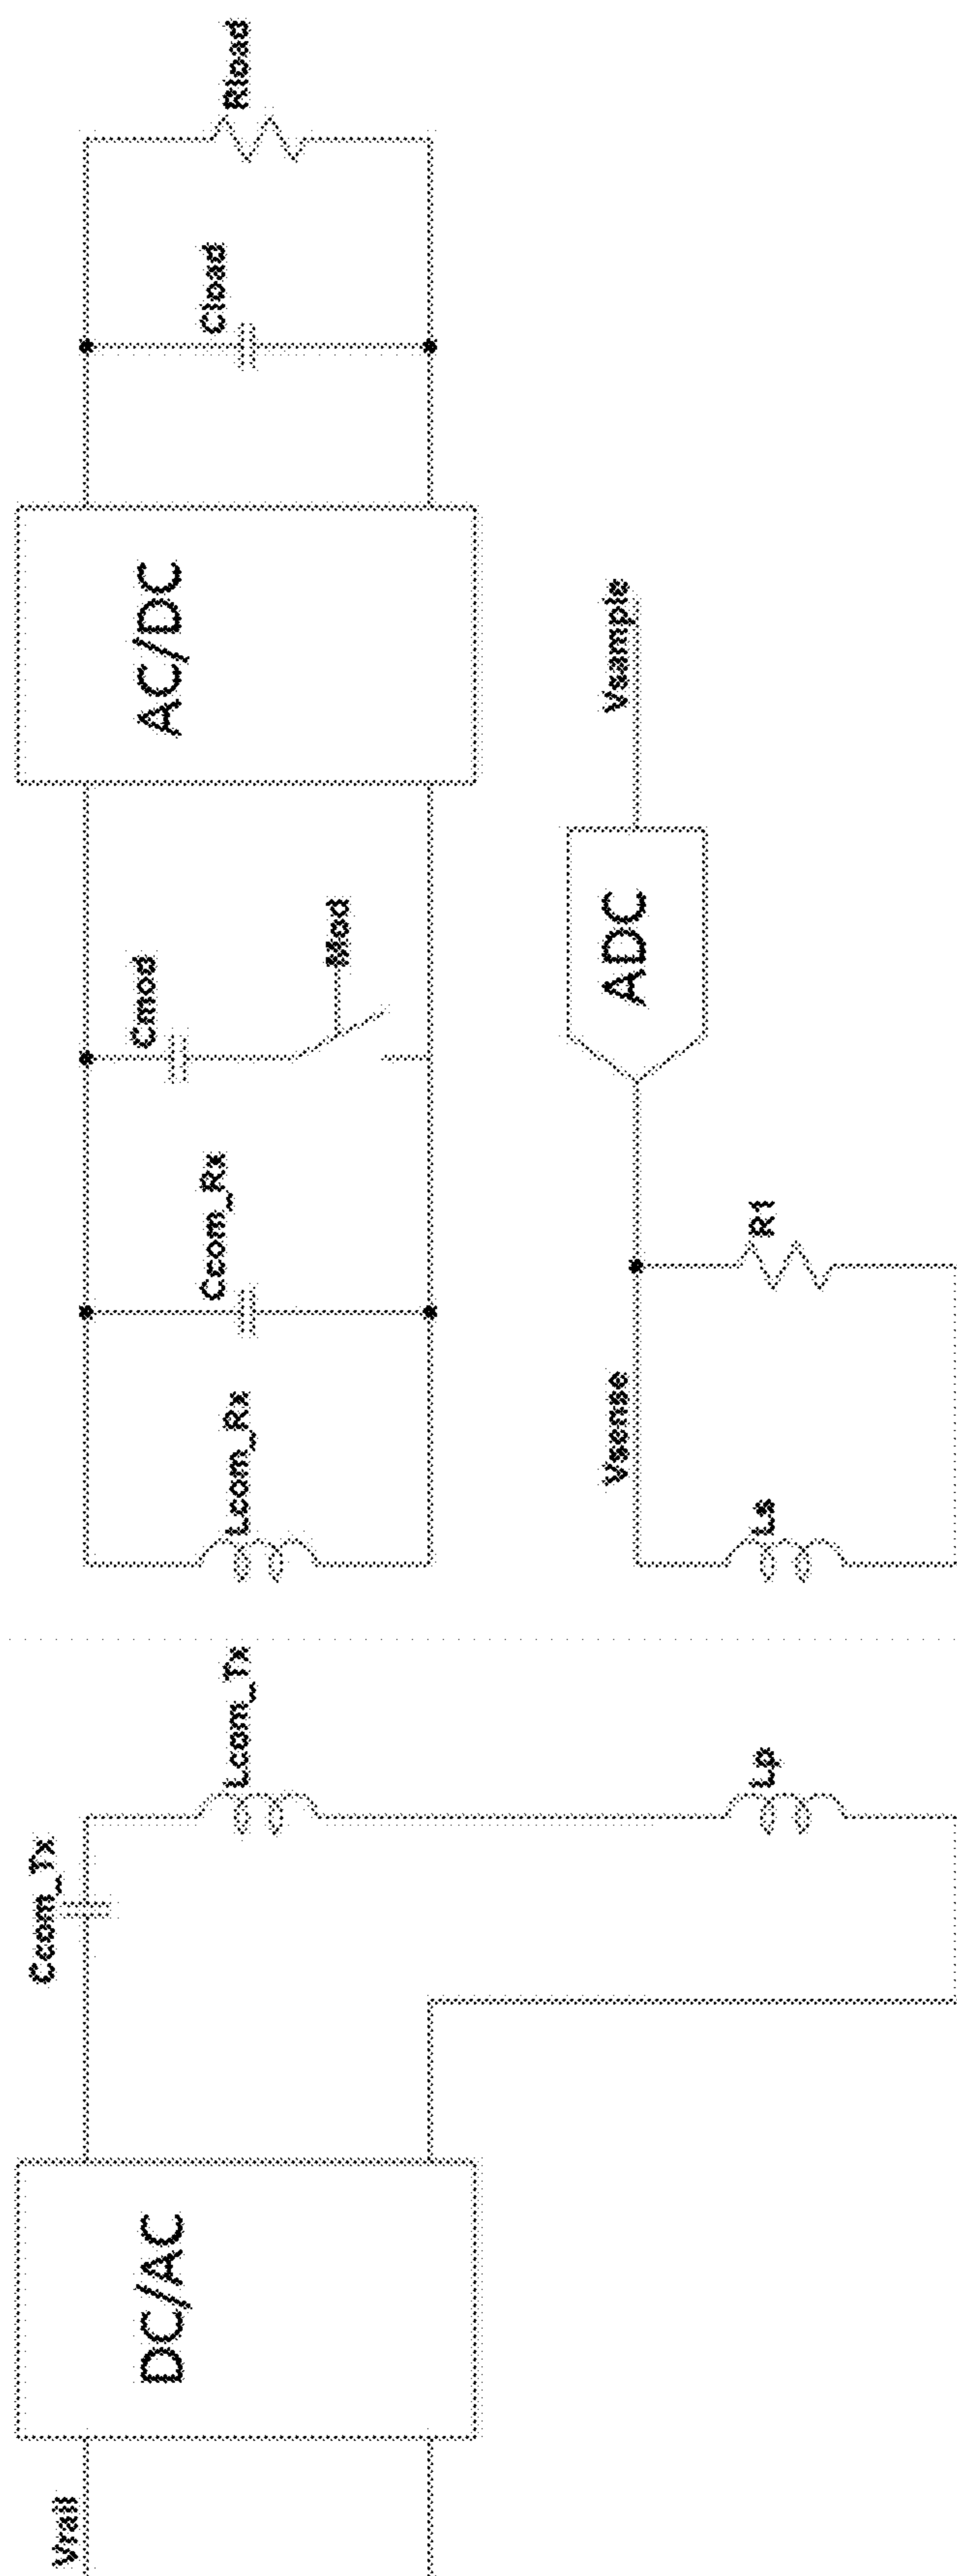 Vrail
DC/AC
Ccom_Tx
Lcom_Tx
Lp
Lcom_Rx
Ccom_Rx
Cmod
Mod
AC/DC
Cload
Rload
Ls
Vsense
R1
ADC
Vsample